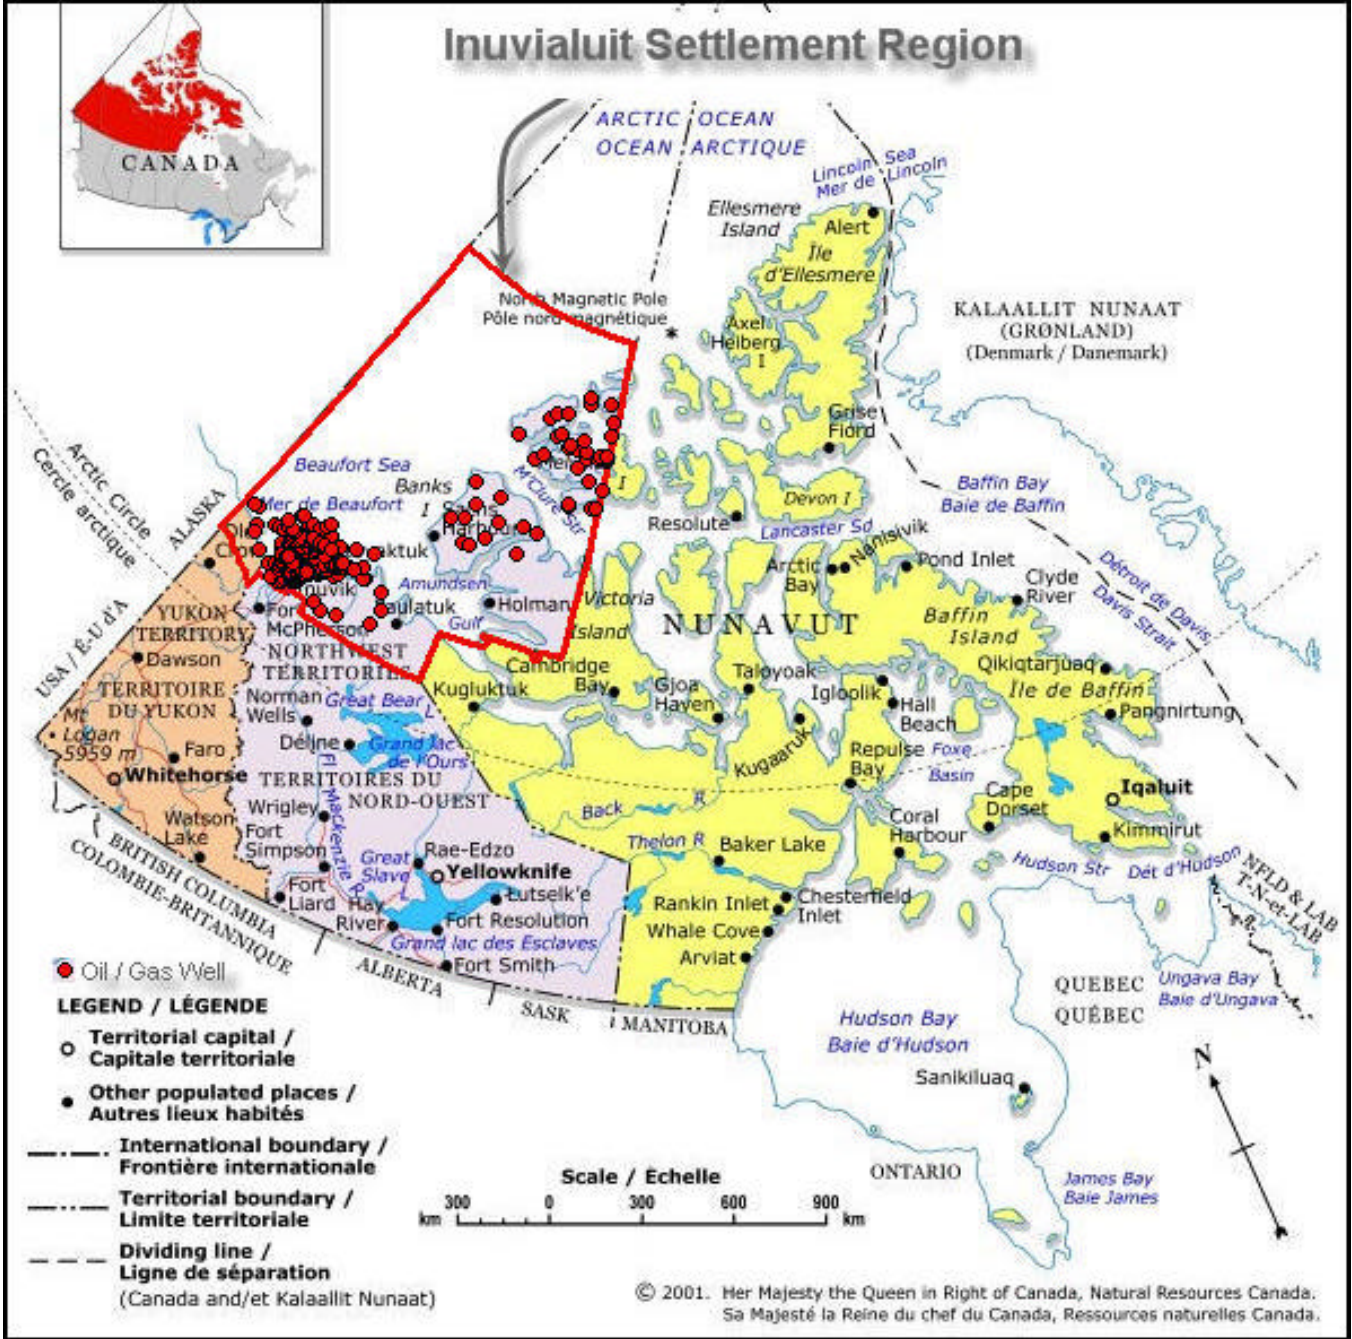 Inuvialuit Settlement Region
CANADA
ARCTIC OCEAN
OCEAN ARCTIQUE
Lincoln Sea
Mer de Lincoln
Ellesmere
Island
Alert
Île
d'Ellesmere
North Magnetic Pole
Pôle nord magnétique
Axel
Heiberg
I
KALAALLIT NUNAAT
(GRØNLAND)
(Denmark / Danemark)
Grise
Fiord
Arctic Circle
Cercle arctique
ALASKA
Beaufort Sea
Mer de Beaufort
Banks
I
M'Clure Str
I
Devon I
Baffin Bay
Baie de Baffin
Resolute
Lancaster Sd
Nanisivik
Arctic
Bay
Pond Inlet
Clyde
River
Détroit de Davis
Davis Strait
Amundsen
Gulf
Holman
Victoria
Island
NUNAVUT
Baffin
Island
Qikiqtarjuaq
Île de Baffin
Pangnirtung
USA / É-U d'A
YUKON
TERRITORY
Dawson
TERRITOIRE
DU YUKON
Mt
Logan
5959 m
Faro
Whitehorse
Watson
Lake
McPherson
NORTHWEST
TERRITORIES
Norman
Wells
Great Bear
L
Déline
Grand lac
de l'Ours
TERRITOIRES DU
NORD-OUEST
Wrigley
Fort
Simpson
Fl Mackenzie R
Fort
Liard
Hay
River
Great
Slave
L
Rae-Edzo
Yellowknife
Lutselk'e
Fort Resolution
Grand lac des Esclaves
Fort Smith
Kugluktuk
Cambridge
Bay
Gjoa
Haven
Taloyoak
Kugaaruk
Igloolik
Hall
Beach
Repulse
Bay
Foxe
Basin
Cape
Dorset
Iqaluit
Kimmirut
Coral
Harbour
Back
R
Thelon R
Baker Lake
Rankin Inlet
Chesterfield
Inlet
Whale Cove
Arviat
Hudson Str
Dét d'Hudson
NFLD & LAB
T-N-et-LAB
BRITISH COLUMBIA
COLOMBIE-BRITANNIQUE
ALBERTA
SASK
MANITOBA
QUEBEC
QUÉBEC
Ungava Bay
Baie d'Ungava
Hudson Bay
Baie d'Hudson
Sanikiluaq
ONTARIO
James Bay
Baie James
N
Oil / Gas Well
LEGEND / LÉGENDE
Territorial capital /
Capitale territoriale
Other populated places /
Autres lieux habités
International boundary /
Frontière internationale
Territorial boundary /
Limite territoriale
Dividing line /
Ligne de séparation
(Canada and/et Kalaallit Nunaat)
Scale / Échelle
300 0 300 600 900
km km
© 2001. Her Majesty the Queen in Right of Canada, Natural Resources Canada.
Sa Majesté la Reine du chef du Canada, Ressources naturelles Canada.